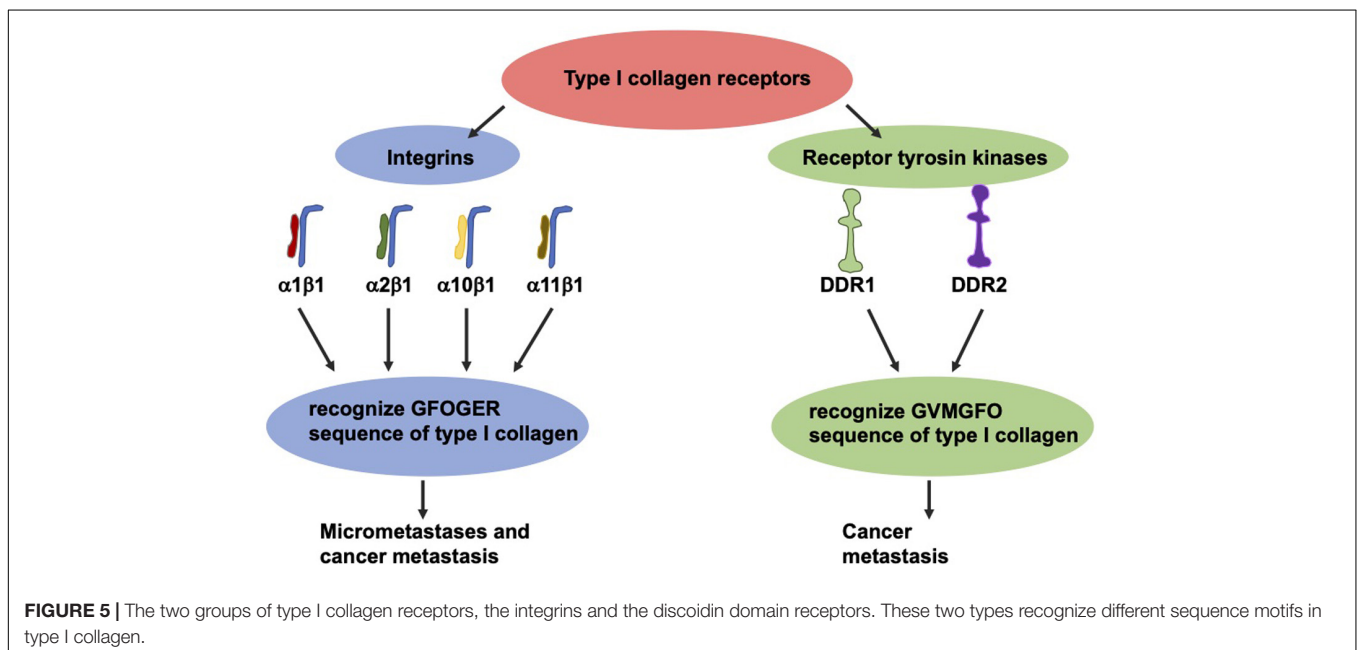 Type I collagen receptors
Integrins
Receptor tyrosin kinases
α1β1
α2β1
α10β1
α11β1
DDR1
DDR2
recognize GFOGER
sequence of type I collagen
recognize GVMGFO
sequence of type I collagen
Micrometastases and
cancer metastasis
Cancer
metastasis
FIGURE 5 | The two groups of type I collagen receptors, the integrins and the discoidin domain receptors. These two types recognize different sequence motifs in
type I collagen.